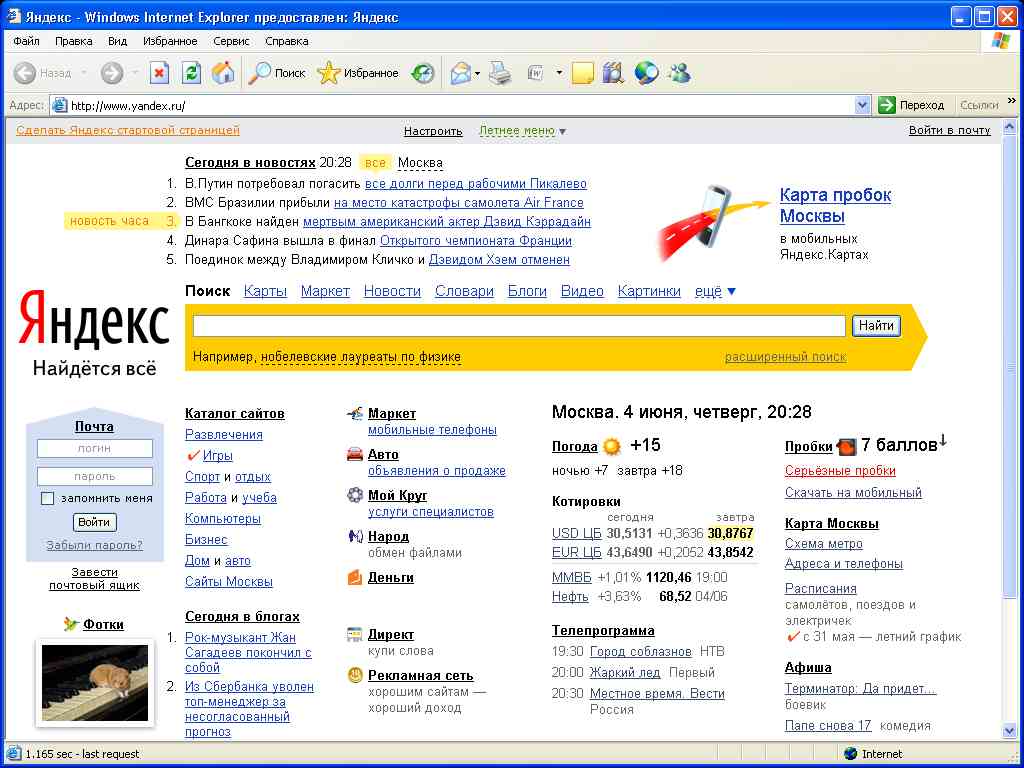 Яндекс - Windows Internet Explorer предоставлен: Яндекс
Файл Правка Вид Избранное Сервис Справка
Назад Поиск Избранное
Адрес: http://www.yandex.ru/ Переход Ссылки »
Сделать Яндекс стартовой страницей Настроить Летнее меню ▼ Войти в почту
Сегодня в новостях 20:28 все Москва
1. В.Путин потребовал погасить все долги перед рабочими Пикалево
2. ВМС Бразилии прибыли на место катастрофы самолета Air France
новость часа 3. В Бангкоке найден мертвым американский актер Дэвид Кэррадайн
4. Динара Сафина вышла в финал Открытого чемпионата Франции
5. Поединок между Владимиром Кличко и Дэвидом Хэем отменен
Карта пробок
Москвы
в мобильных
Яндекс.Картах
Поиск Карты Маркет Новости Словари Блоги Видео Картинки ещё ▼
Яндекс
Найдётся всё
Найти
Например, нобелевские лауреаты по физике расширенный поиск
Почта
логин
пароль
запомнить меня
Войти
Забыли пароль?
Завести
почтовый ящик
Фотки
Каталог сайтов
Развлечения
Игры
Спорт и отдых
Работа и учеба
Компьютеры
Бизнес
Дом и авто
Сайты Москвы
Сегодня в блогах
1. Рок-музыкант Жан
Сагадеев покончил с
собой
2. Из Сбербанка уволен
топ-менеджер за
несогласованный
прогноз
Маркет
мобильные телефоны
Авто
объявления о продаже
Мой Круг
услуги специалистов
Народ
обмен файлами
Деньги
Директ
купи слова
Рекламная сеть
хорошим сайтам —
хороший доход
Москва. 4 июня, четверг, 20:28
Погода +15
ночью +7 завтра +18
Котировки
сегодня завтра
USD ЦБ 30,5131 +0,3636 30,8767
EUR ЦБ 43,6490 +0,2052 43,8542
ММВБ +1,01% 1120,46 19:00
Нефть +3,63% 68,52 04/06
Телепрограмма
19:30 Город соблазнов НТВ
20:00 Жаркий лед Первый
20:30 Местное время. Вести
Россия
Пробки 7 баллов↓
Серьёзные пробки
Скачать на мобильный
Карта Москвы
Схема метро
Адреса и телефоны
Расписания
самолётов, поездов и
электричек
с 31 мая — летний график
Афиша
Терминатор: Да придет...
боевик
Папе снова 17 комедия
1.165 sec - last request Internet